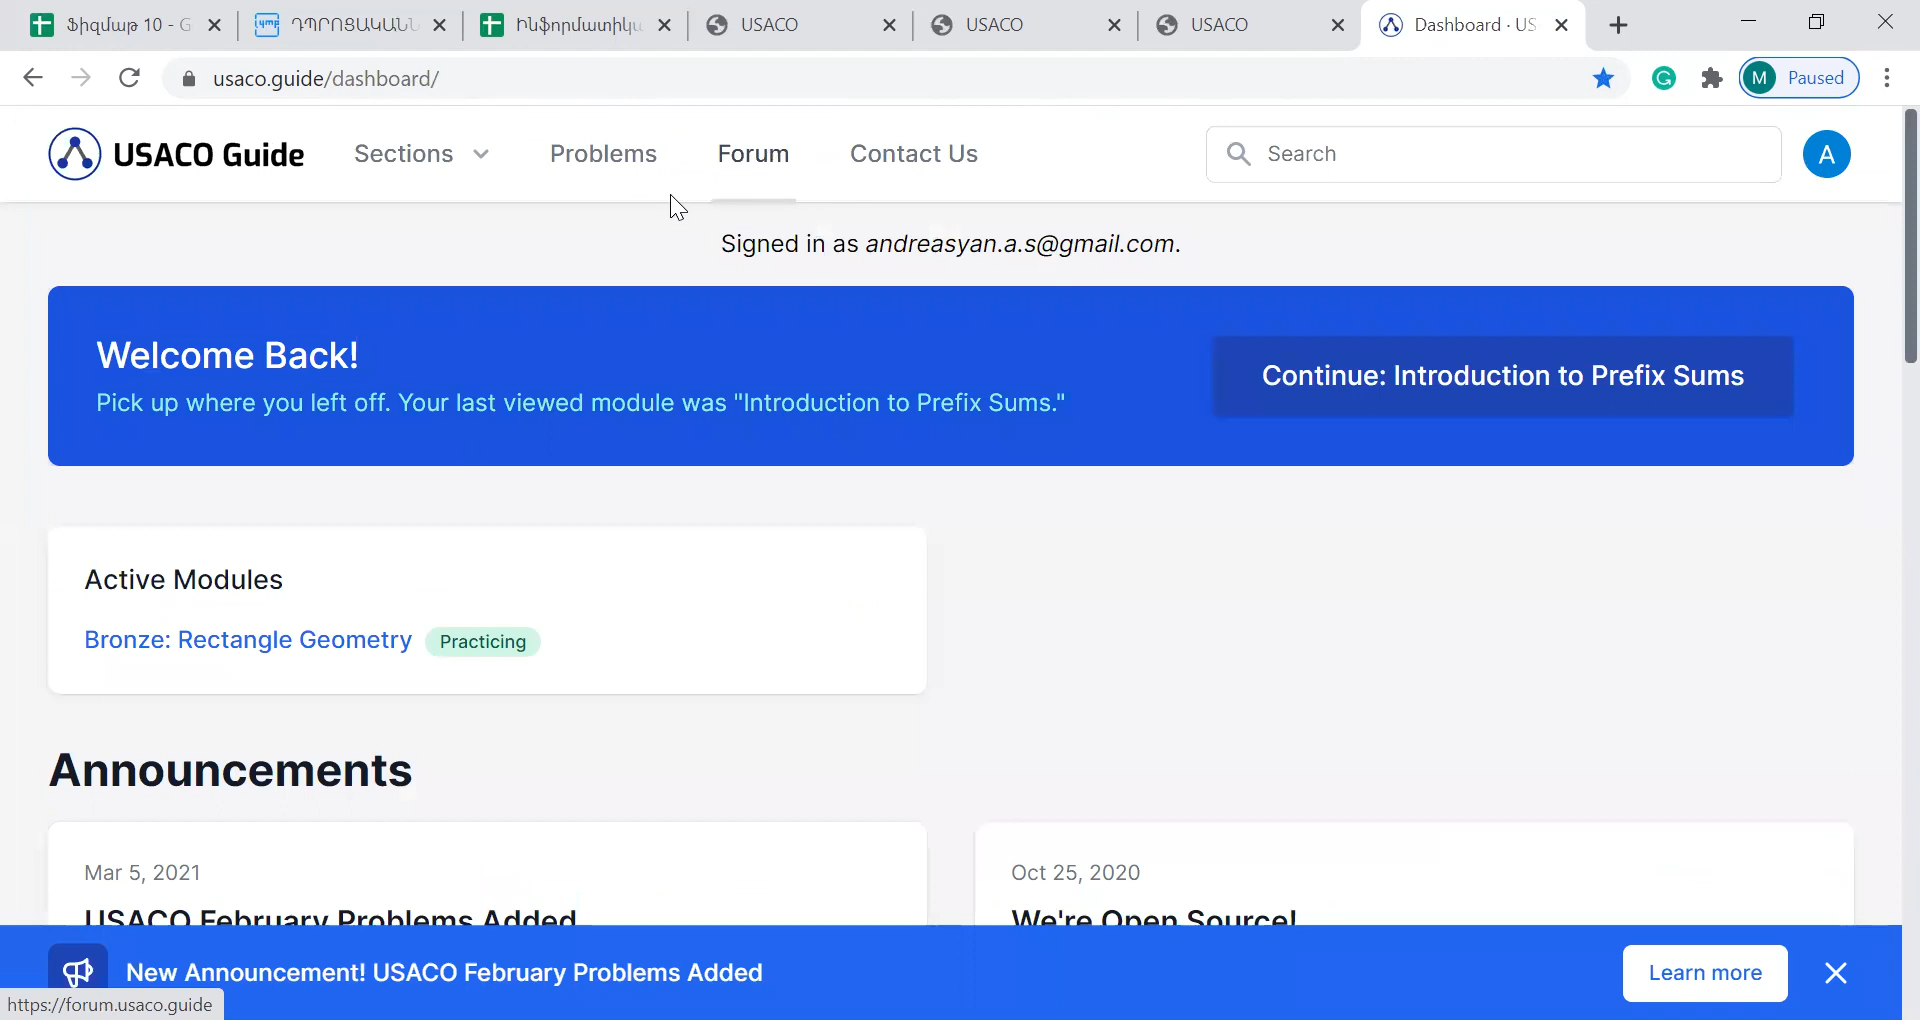 Ֆիզմաթ 10 - G
ԴՊՐՈՑԱԿԱՆՆ
Ինֆորմատիկա
USACO
USACO
USACO
Dashboard · US
usaco.guide/dashboard/
M Paused
USACO Guide
Sections
Problems
Forum
Contact Us
Search
A
Signed in as andreasyan.a.s@gmail.com.
Welcome Back!
Pick up where you left off. Your last viewed module was "Introduction to Prefix Sums."
Continue: Introduction to Prefix Sums
Active Modules
Bronze: Rectangle Geometry Practicing
Announcements
Mar 5, 2021
USACO February Problems Added
Oct 25, 2020
We're Open Source!
New Announcement! USACO February Problems Added
Learn more
https://forum.usaco.guide